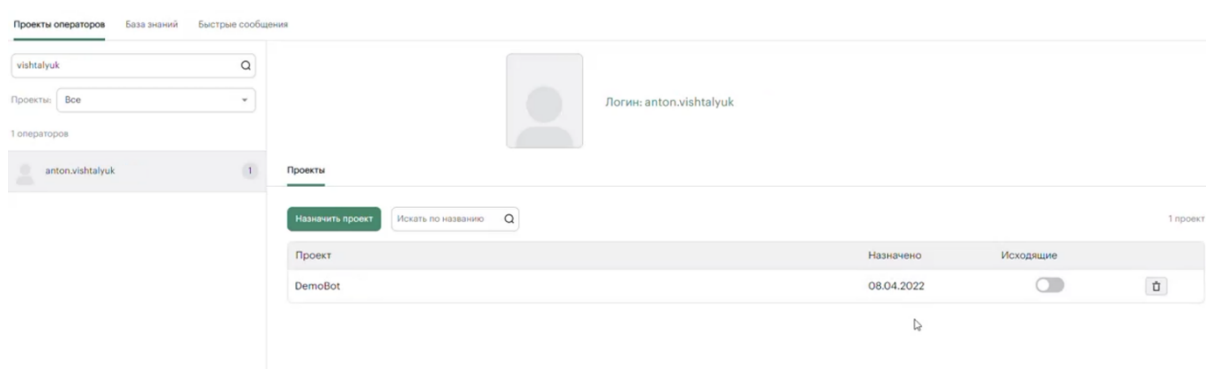 Проекты операторов База знаний Быстрые сообщения
vishtalyuk
Проекты: Все
1 операторов
anton.vishtalyuk 1
Логин: anton.vishtalyuk
Проекты
Назначить проект Искать по названию 1 проект
Проект Назначено Исходящие
DemoBot 08.04.2022